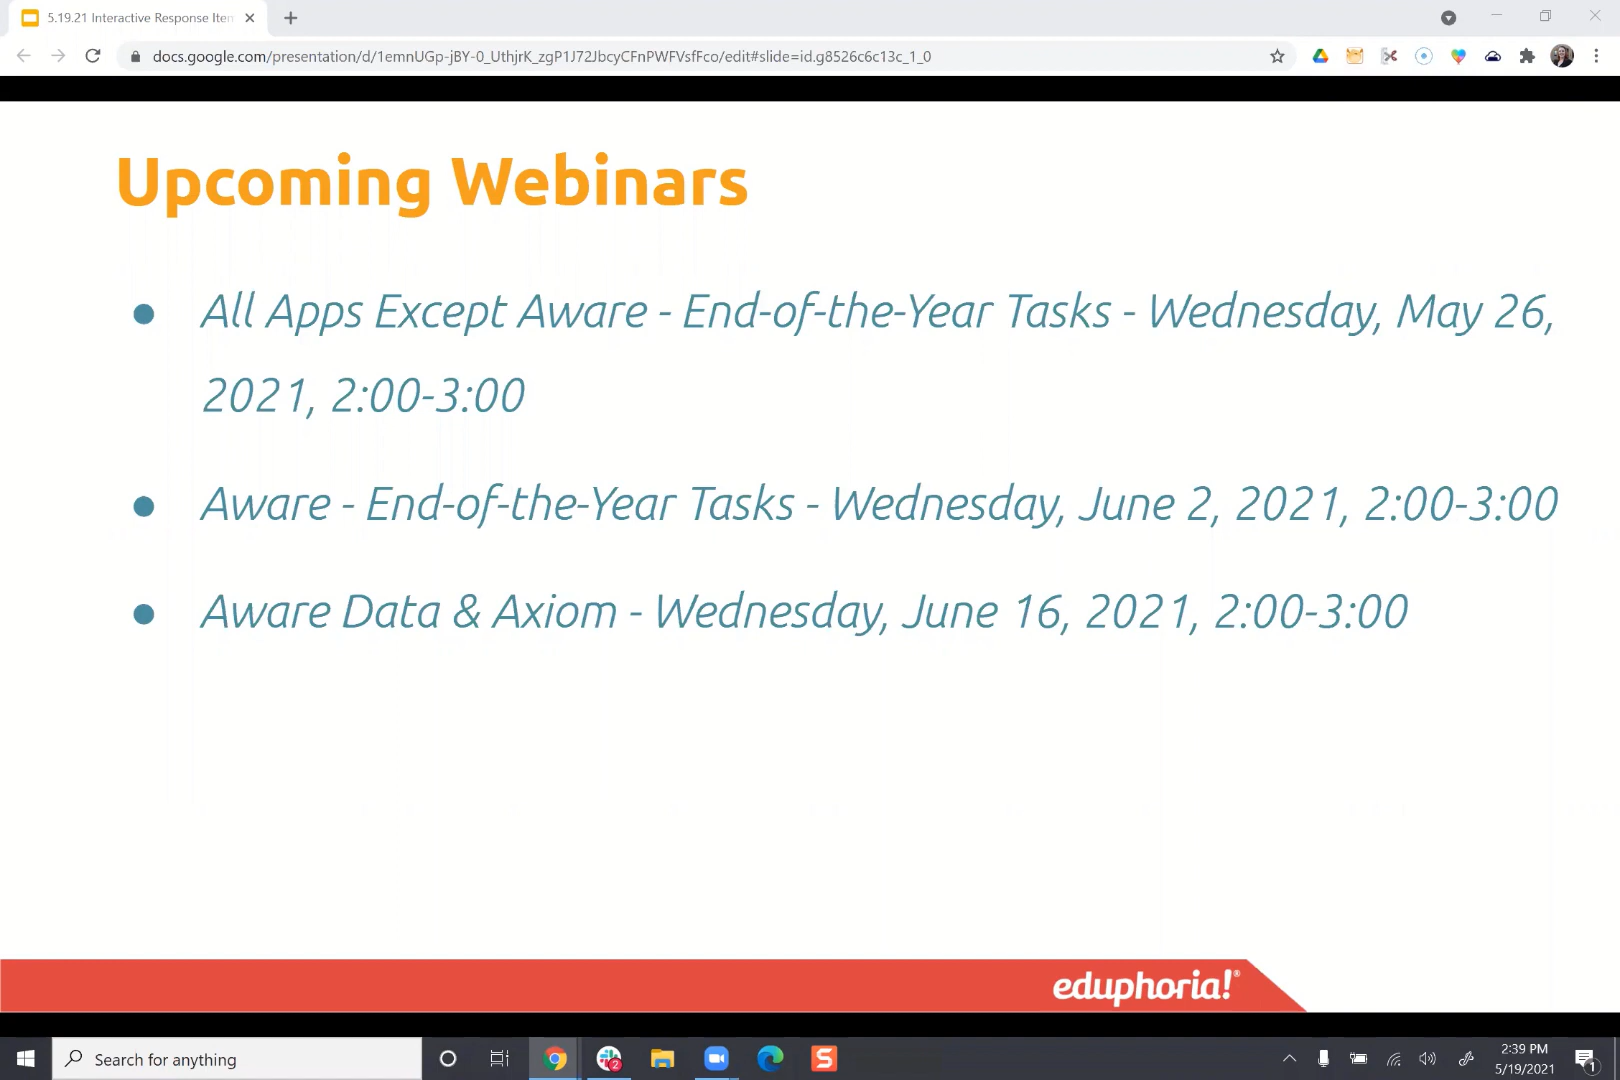 5.19.21 Interactive Response Iten
docs.google.com/presentation/d/1emnUGp-jBY-0_UthjrK_zgP1J72JbcyCFnPWFVsfFco/edit#slide=id.g8526c6c13c_1_0
Upcoming Webinars
● All Apps Except Aware - End-of-the-Year Tasks - Wednesday, May 26,
2021, 2:00-3:00
● Aware - End-of-the-Year Tasks - Wednesday, June 2, 2021, 2:00-3:00
● Aware Data & Axiom - Wednesday, June 16, 2021, 2:00-3:00
eduphoria!®
Search for anything
2
S
2:39 PM
5/19/2021
1